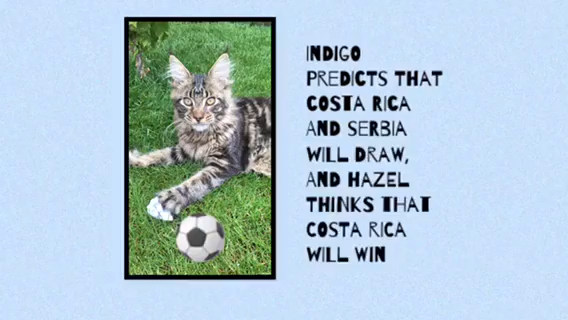 INDIGO
PREDICTS THAT
COSTA RICA
AND SERBIA
WILL DRAW,
AND HAZEL
THINKS THAT
COSTA RICA
WILL WIN